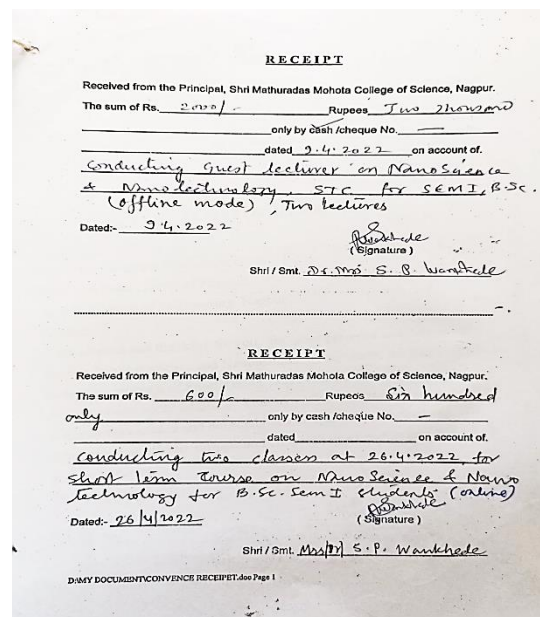 RECEIPT
Received from the Principal, Shri Mathuradas Mohota College of Science, Nagpur.
The sum of Rs. 2000/- Rupees Two Thousand
only by cash /cheque No. —
dated 9.4.2022 on account of.
Conducting Guest lecturer on NanoScience
& Nanotechnology. STC for SEM I, B.Sc.
(offline mode), Two lectures
Dated:- 9.4.2022
(Signature)
Shri / Smt. Dr. Mrs S. P. Wankhede
RECEIPT
Received from the Principal, Shri Mathuradas Mohota College of Science, Nagpur.
The sum of Rs. 600/- Rupees Six hundred
only only by cash /cheque No. —
dated on account of.
Conducting two classes at 26.4.2022 for
Short Term Course on NanoScience & Nano
technology for B.Sc. Sem I students (online)
Dated:- 26/4/2022
(Signature)
Shri / Smt. Mrs/Dr S. P. Wankhede
D:\MY DOCUMENT\CONVENCE RECEIPET.doc Page 1